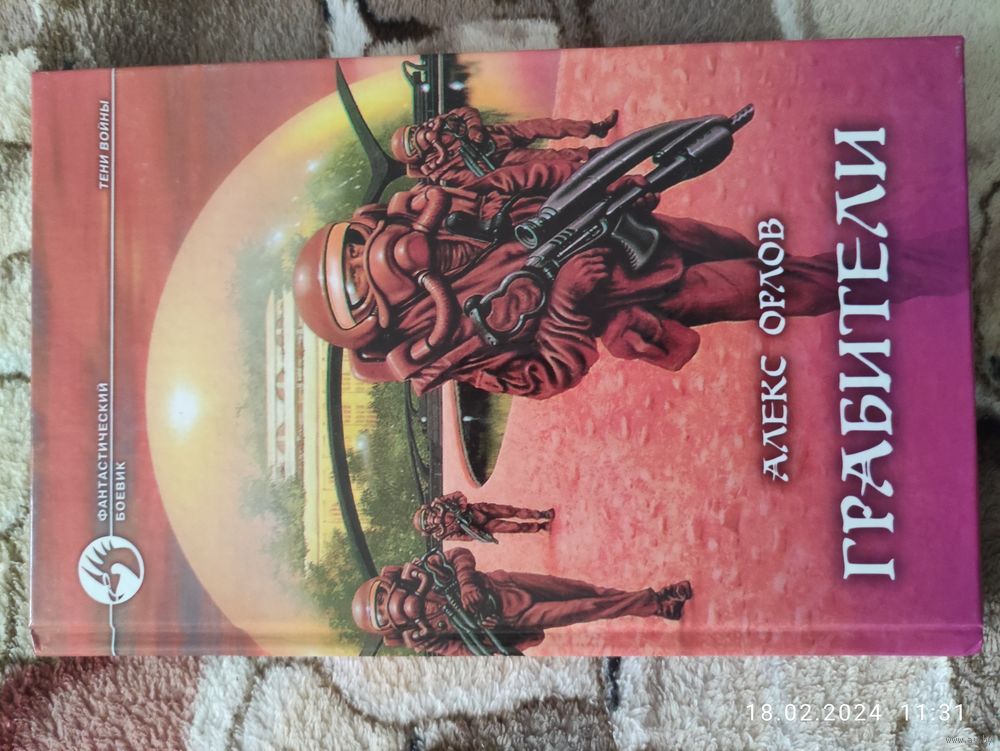 ФАНТАСТИЧЕСКИЙ
БОЕВИК
ТЕНИ ВОЙНЫ
АЛЕКС ОРЛОВ
ГРАБИТЕЛИ
18.02.2024 11:31